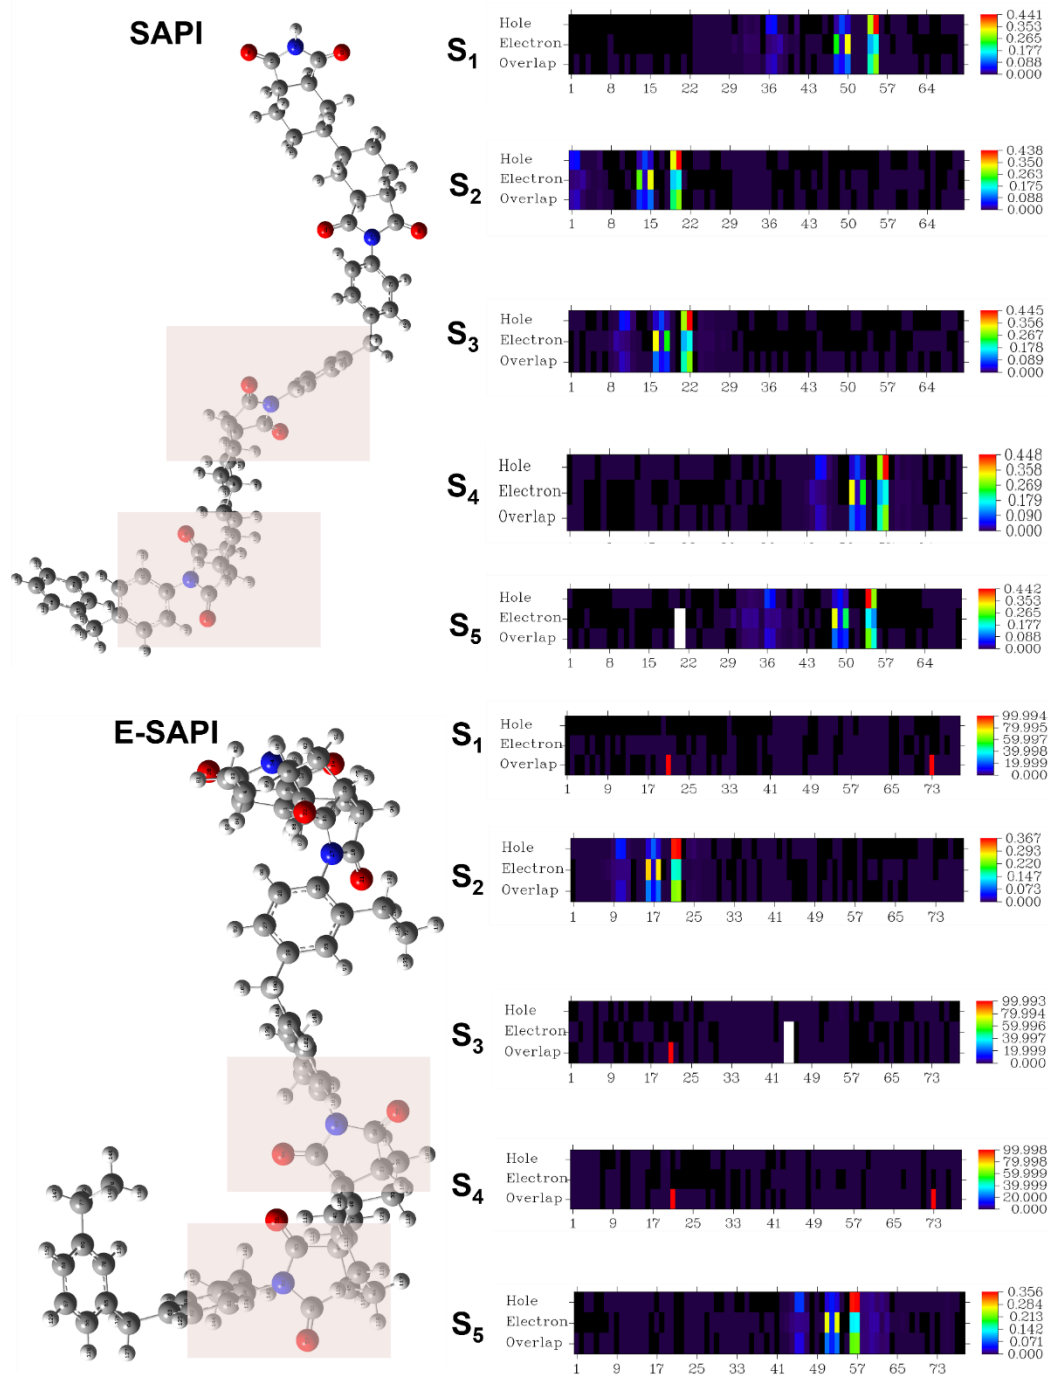 SAPI
S1
Hole
Electron
Overlap
1 8 15 22 29 36 43 50 57 64
0.441
0.353
0.265
0.177
0.088
0.000
S2
Hole
Electron
Overlap
1 8 15 22 29 36 43 50 57 64
0.438
0.350
0.263
0.175
0.088
0.000
S3
Hole
Electron
Overlap
1 8 15 22 29 36 43 50 57 64
0.445
0.356
0.267
0.178
0.089
0.000
S4
Hole
Electron
Overlap
0.448
0.358
0.269
0.179
0.090
0.000
S5
Hole
Electron
Overlap
1 8 15 22 29 36 43 50 57 64
0.442
0.353
0.265
0.177
0.088
0.000
E-SAPI
S1
Hole
Electron
Overlap
1 9 17 25 33 41 49 57 65 73
99.994
79.995
59.997
39.998
19.999
0.000
S2
Hole
Electron
Overlap
1 9 17 25 33 41 49 57 65 73
0.367
0.293
0.220
0.147
0.073
0.000
S3
Hole
Electron
Overlap
1 9 17 25 33 41 49 57 65 73
99.993
79.994
59.996
39.997
19.999
0.000
S4
Hole
Electron
Overlap
1 9 17 25 33 41 49 57 65 73
99.998
79.998
59.999
39.999
20.000
0.000
S5
Hole
Electron
Overlap
1 9 17 25 33 41 49 57 65 73
0.356
0.284
0.213
0.142
0.071
0.000